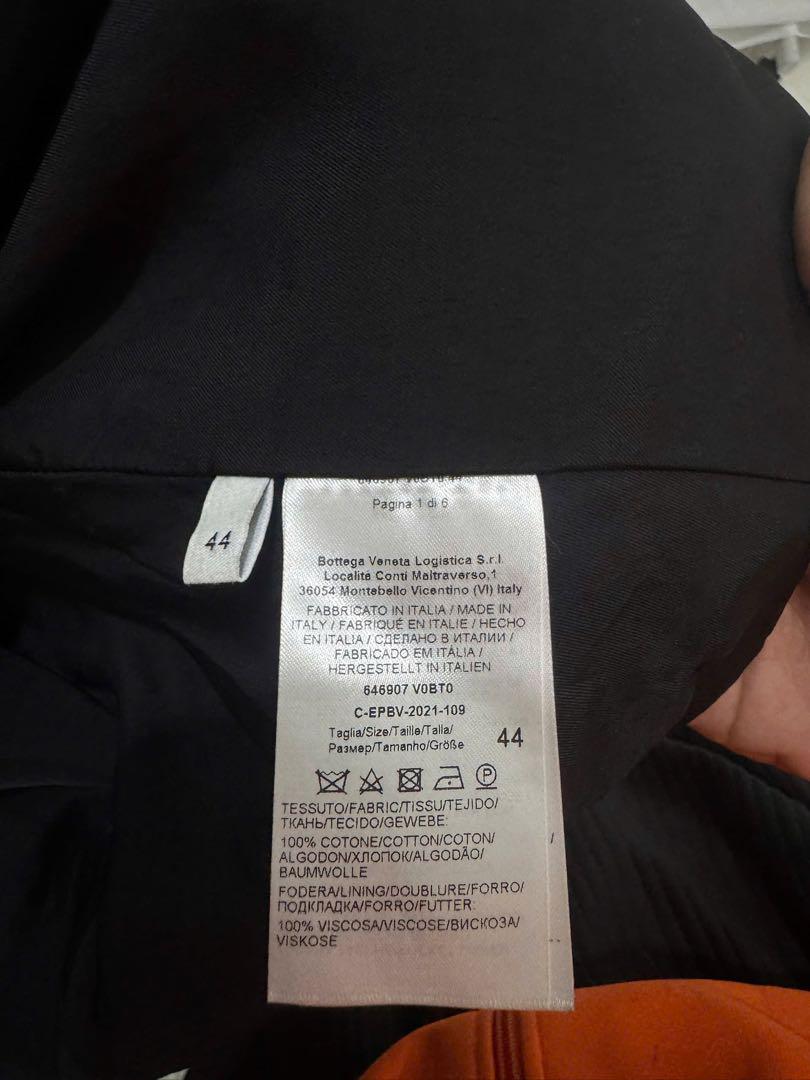 Pagina 1 di 6
44
Bottega Veneta Logistica S.r.l.
Località Conti Maltraverso,1
36054 Montebello Vicentino (VI) Italy
FABBRICATO IN ITALIA / MADE IN
ITALY / FABRIQUÉ EN ITALIE / HECHO
EN ITALIA / СДЕЛАНО В ИТАЛИИ /
FABRICADO EM ITÁLIA /
HERGESTELLT IN ITALIEN
646907 V0BT0
C-EPBV-2021-109
Taglia/Size/Taille/Talla/
Размер/Tamanho/Größe 44
P
TESSUTO/FABRIC/TISSU/TEJIDO/
ТКАНЬ/TECIDO/GEWEBE:
100% COTONE/COTTON/COTON/
ALGODON/ХЛОПОК/ALGODÃO/
BAUMWOLLE
FODERA/LINING/DOUBLURE/FORRO/
ПОДКЛАДКА/FORRO/FUTTER:
100% VISCOSA/VISCOSE/ВИСКОЗА/
VISKOSE